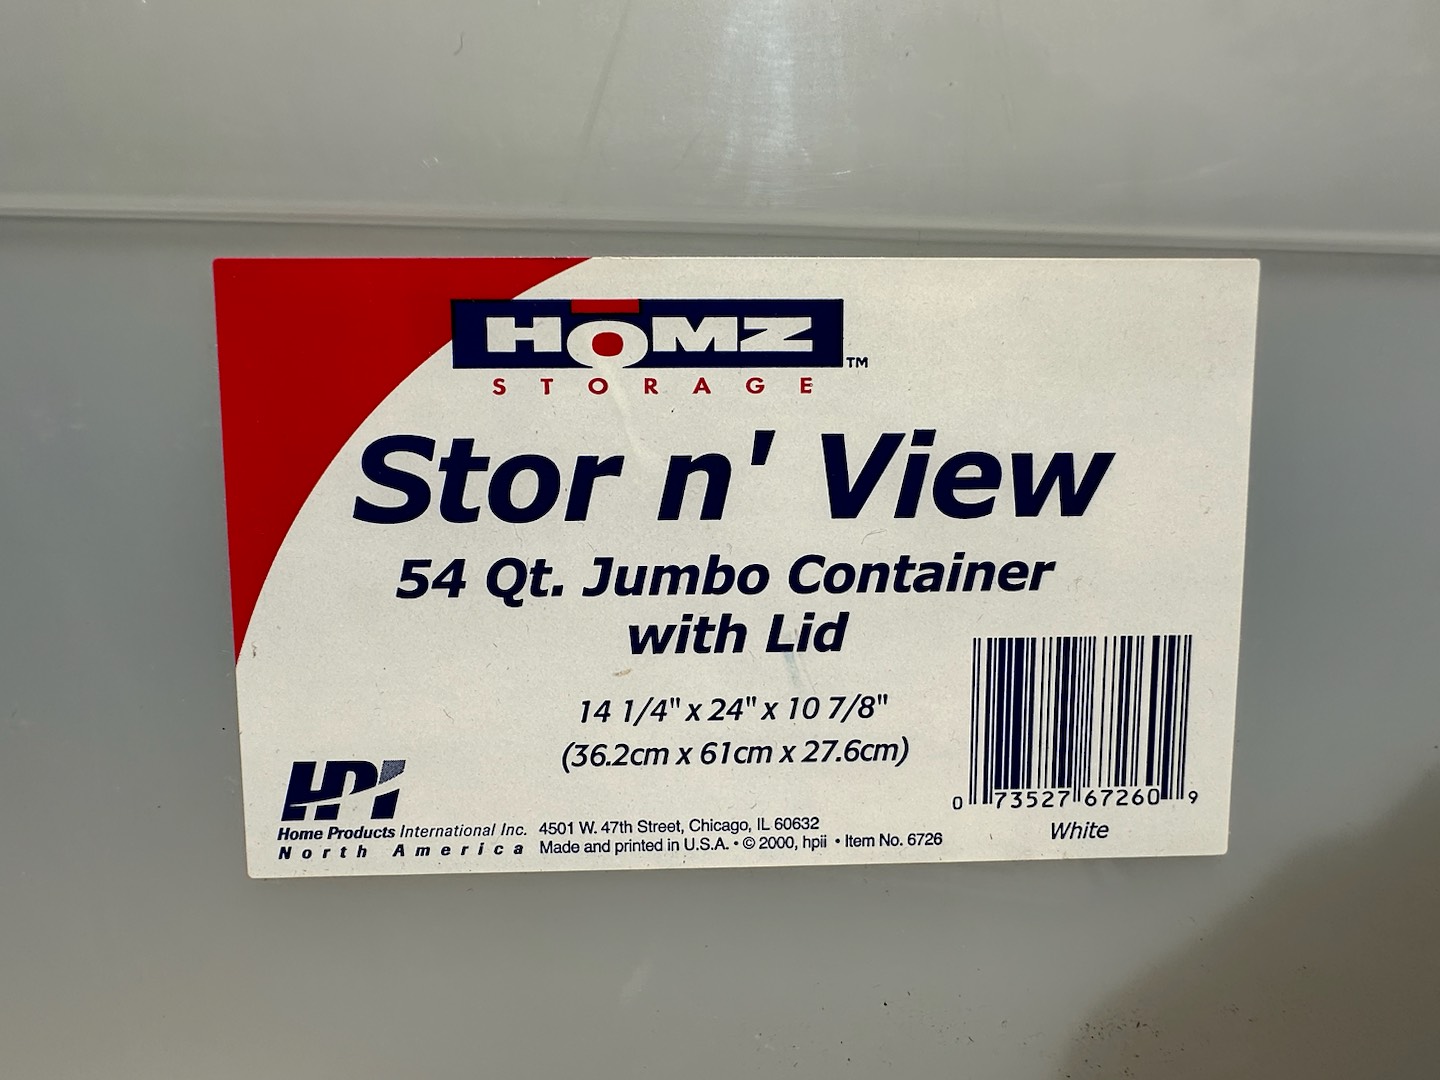 HOMZ ™
STORAGE
Stor n' View
54 Qt. Jumbo Container
with Lid
14 1/4" x 24" x 10 7/8"
(36.2cm x 61cm x 27.6cm)
0 73527 67260 9
White
HPI
Home Products International Inc.
North America
4501 W. 47th Street, Chicago, IL 60632
Made and printed in U.S.A. • © 2000, hpii • Item No. 6726